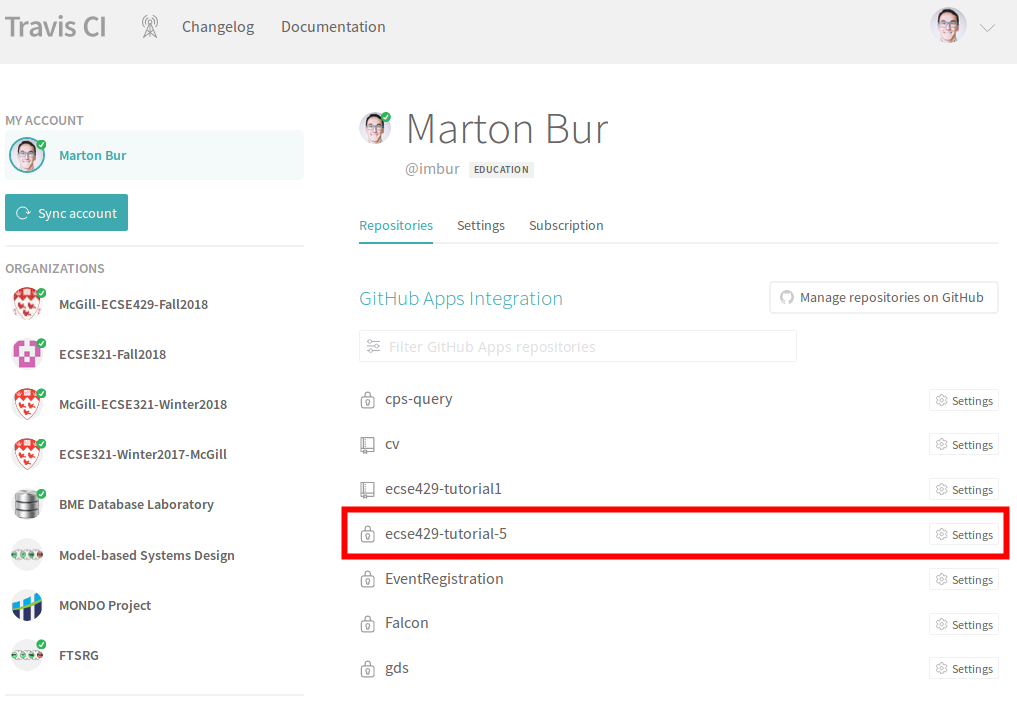 Travis CI Changelog Documentation
MY ACCOUNT
Marton Bur
Sync account
ORGANIZATIONS
McGill-ECSE429-Fall2018
ECSE321-Fall2018
McGill-ECSE321-Winter2018
ECSE321-Winter2017-McGill
BME Database Laboratory
Model-based Systems Design
MONDO Project
FTSRG
Marton Bur
@imbur EDUCATION
Repositories Settings Subscription
GitHub Apps Integration Manage repositories on GitHub
Filter GitHub Apps repositories
cps-query Settings
cv Settings
ecse429-tutorial1 Settings
ecse429-tutorial-5 Settings
EventRegistration Settings
Falcon Settings
gds Settings